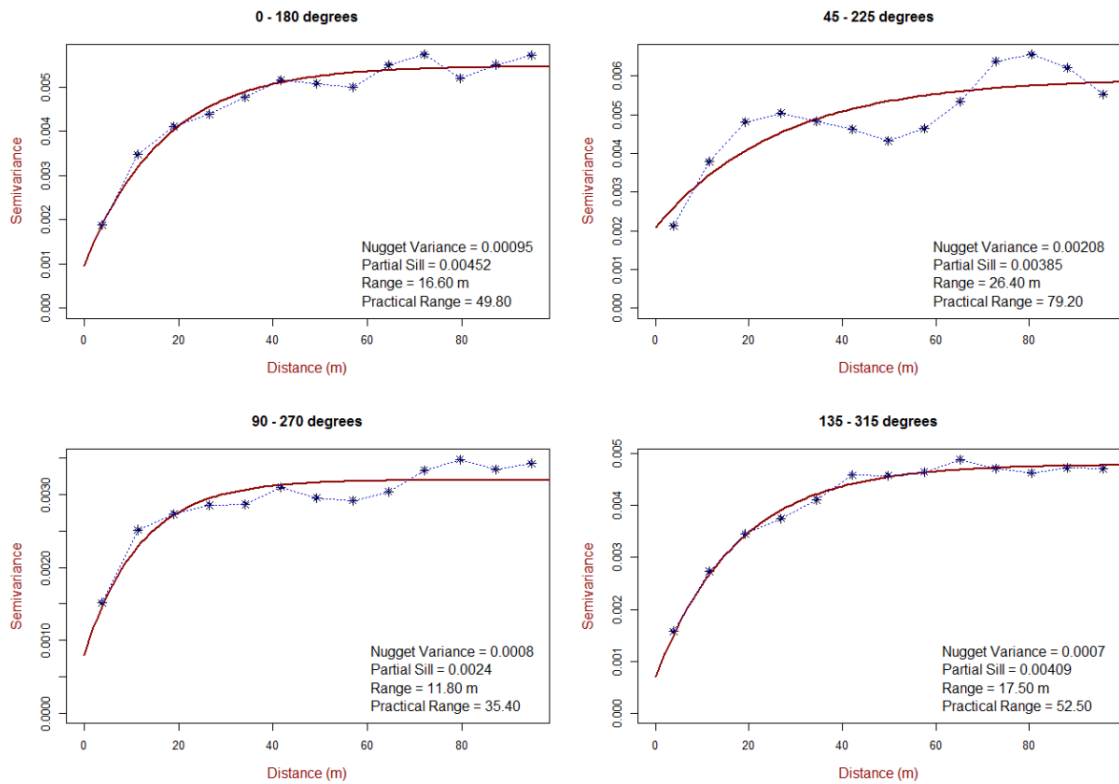 0 - 180 degrees
Semivariance
0.000 0.001 0.002 0.003 0.004 0.005
Nugget Variance = 0.00095
Partial Sill = 0.00452
Range = 16.60 m
Practical Range = 49.80
0 20 40 60 80
Distance (m)
45 - 225 degrees
Semivariance
0.000 0.001 0.002 0.003 0.004 0.005 0.006
Nugget Variance = 0.00208
Partial Sill = 0.00385
Range = 26.40 m
Practical Range = 79.20
0 20 40 60 80
Distance (m)
90 - 270 degrees
Semivariance
0.0000 0.0010 0.0020 0.0030
Nugget Variance = 0.0008
Partial Sill = 0.0024
Range = 11.80 m
Practical Range = 35.40
0 20 40 60 80
Distance (m)
135 - 315 degrees
Semivariance
0.000 0.001 0.002 0.003 0.004 0.005
Nugget Variance = 0.0007
Partial Sill = 0.00409
Range = 17.50 m
Practical Range = 52.50
0 20 40 60 80
Distance (m)